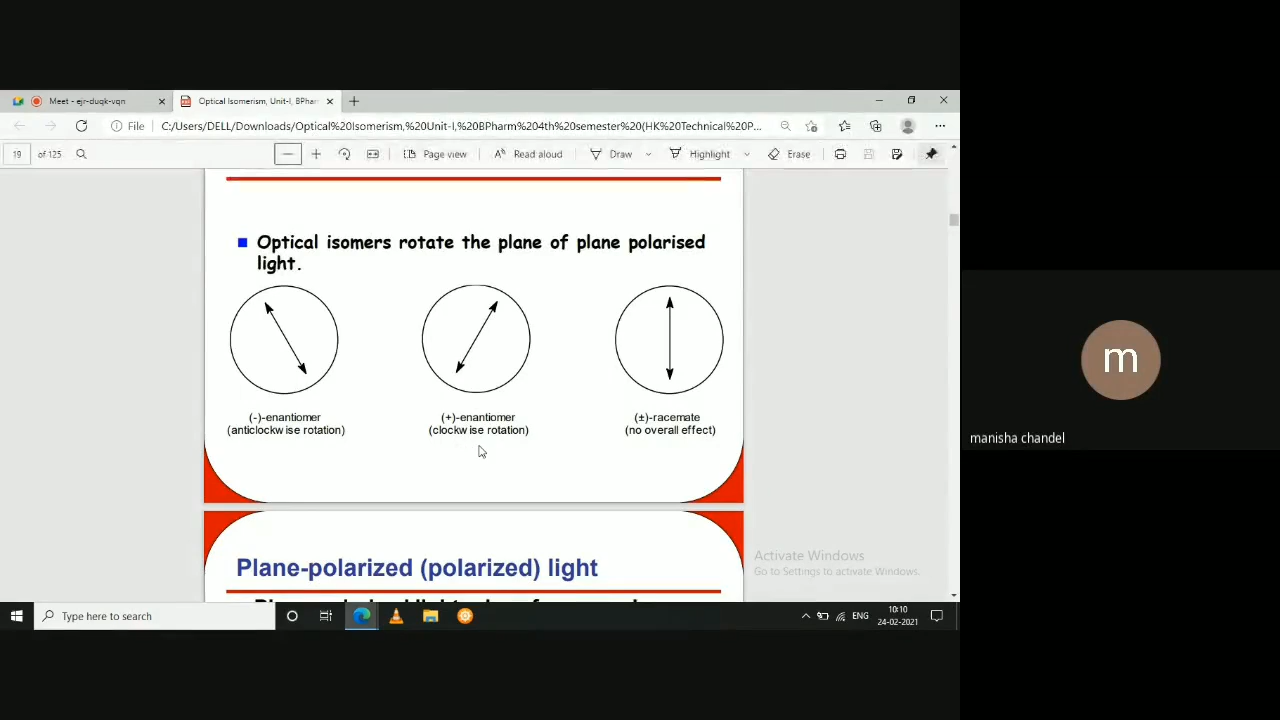 Meet - ejr-duqk-vqn
Optical Isomerism, Unit-I, BPharm
File
C:/Users/DELL/Downloads/Optical%20Isomerism,%20Unit-I,%20BPharm%204th%20semester%20(HK%20Technical%20P...
19 of 125
Page view
Read aloud
Draw
Highlight
Erase
Optical isomers rotate the plane of plane polarised
light.
(-)-enantiomer
(anticlockw ise rotation)
(+)-enantiomer
(clockw ise rotation)
(±)-racemate
(no overall effect)
m
manisha chandel
Plane-polarized (polarized) light
Activate Windows
Go to Settings to activate Windows.
Type here to search
ENG
10:10
24-02-2021